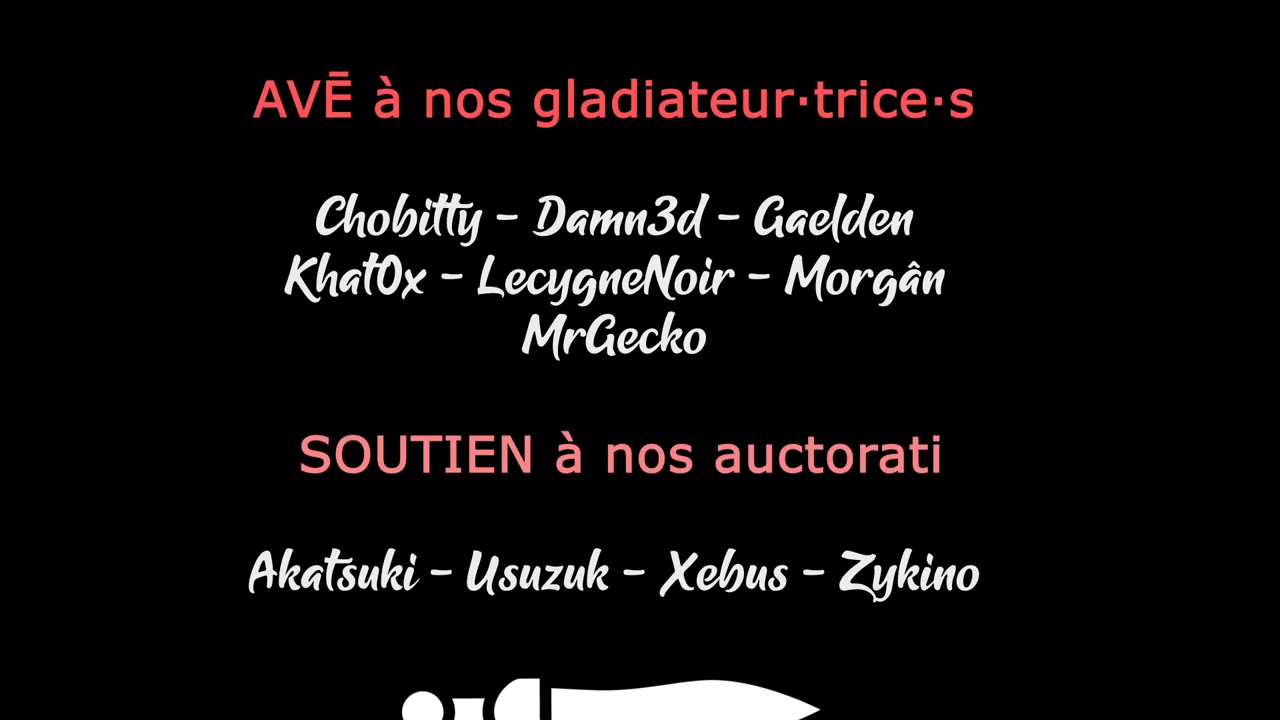 AVĒ à nos gladiateur·trice·s
Chobitty - Damn3d - Gaelden
Khat0x - LecygneNoir - Morgân
MrGecko
SOUTIEN à nos auctorati
Akatsuki - Usuzuk - Xebus - Zykino